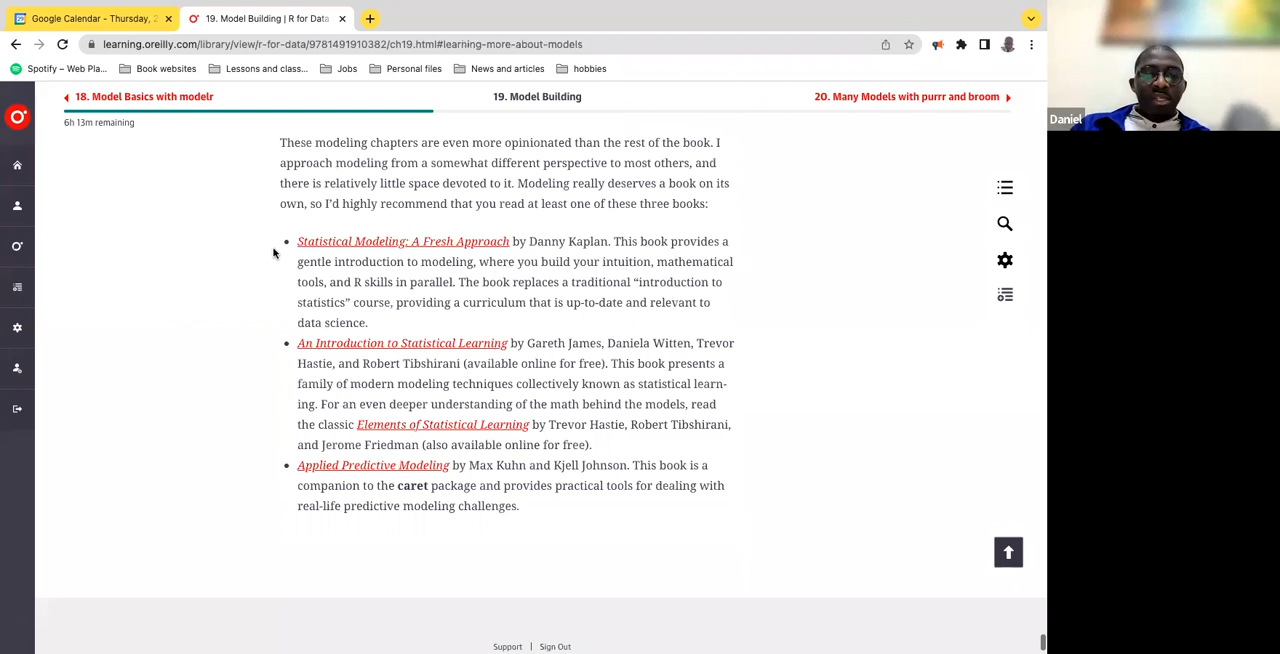 Google Calendar - Thursday, 2
19. Model Building | R for Data
learning.oreilly.com/library/view/r-for-data/9781491910382/ch19.html#learning-more-about-models
Spotify – Web Pla...
Book websites
Lessons and class...
Jobs
Personal files
News and articles
hobbies
18. Model Basics with modelr
19. Model Building
20. Many Models with purrr and broom
6h 13m remaining
These modeling chapters are even more opinionated than the rest of the book. I
approach modeling from a somewhat different perspective to most others, and
there is relatively little space devoted to it. Modeling really deserves a book on its
own, so I'd highly recommend that you read at least one of these three books:
• Statistical Modeling: A Fresh Approach by Danny Kaplan. This book provides a
gentle introduction to modeling, where you build your intuition, mathematical
tools, and R skills in parallel. The book replaces a traditional “introduction to
statistics” course, providing a curriculum that is up-to-date and relevant to
data science.
• An Introduction to Statistical Learning by Gareth James, Daniela Witten, Trevor
Hastie, and Robert Tibshirani (available online for free). This book presents a
family of modern modeling techniques collectively known as statistical learn-
ing. For an even deeper understanding of the math behind the models, read
the classic Elements of Statistical Learning by Trevor Hastie, Robert Tibshirani,
and Jerome Friedman (also available online for free).
• Applied Predictive Modeling by Max Kuhn and Kjell Johnson. This book is a
companion to the caret package and provides practical tools for dealing with
real-life predictive modeling challenges.
Support | Sign Out
Daniel